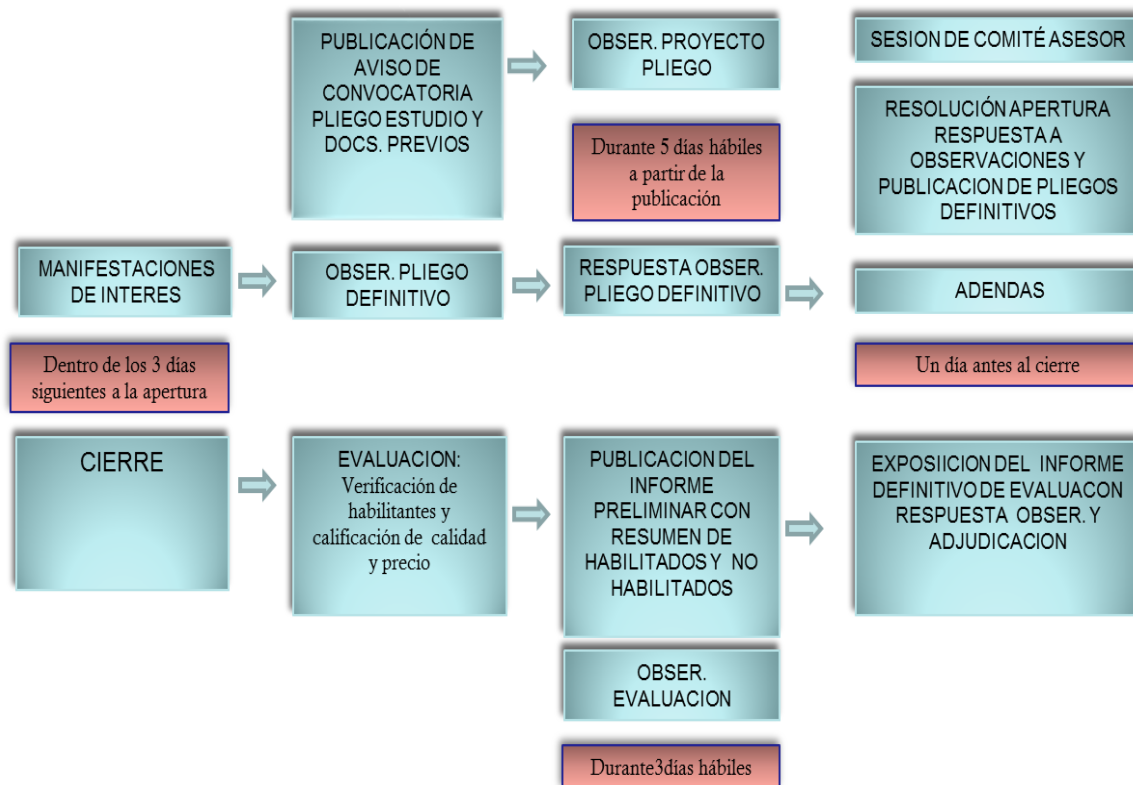 PUBLICACIÓN DE
AVISO DE
CONVOCATORIA
PLIEGO ESTUDIO Y
DOCS. PREVIOS
OBSER. PROYECTO
PLIEGO
Durante 5 días hábiles
a partir de la
publicación
SESION DE COMITÉ ASESOR
RESOLUCIÓN APERTURA
RESPUESTA A
OBSERVACIONES Y
PUBLICACION DE PLIEGOS
DEFINITIVOS
MANIFESTACIONES
DE INTERES
Dentro de los 3 días
siguientes a la apertura
OBSER. PLIEGO
DEFINITIVO
RESPUESTA OBSER.
PLIEGO DEFINITIVO
ADENDAS
Un día antes al cierre
CIERRE
EVALUACION:
Verificación de
habilitantes y
calificación de calidad
y precio
PUBLICACION DEL
INFORME
PRELIMINAR CON
RESUMEN DE
HABILITADOS Y NO
HABILITADOS
OBSER.
EVALUACION
Durante3días hábiles
EXPOSIICION DEL INFORME
DEFINITIVO DE EVALUACON
RESPUESTA OBSER. Y
ADJUDICACION